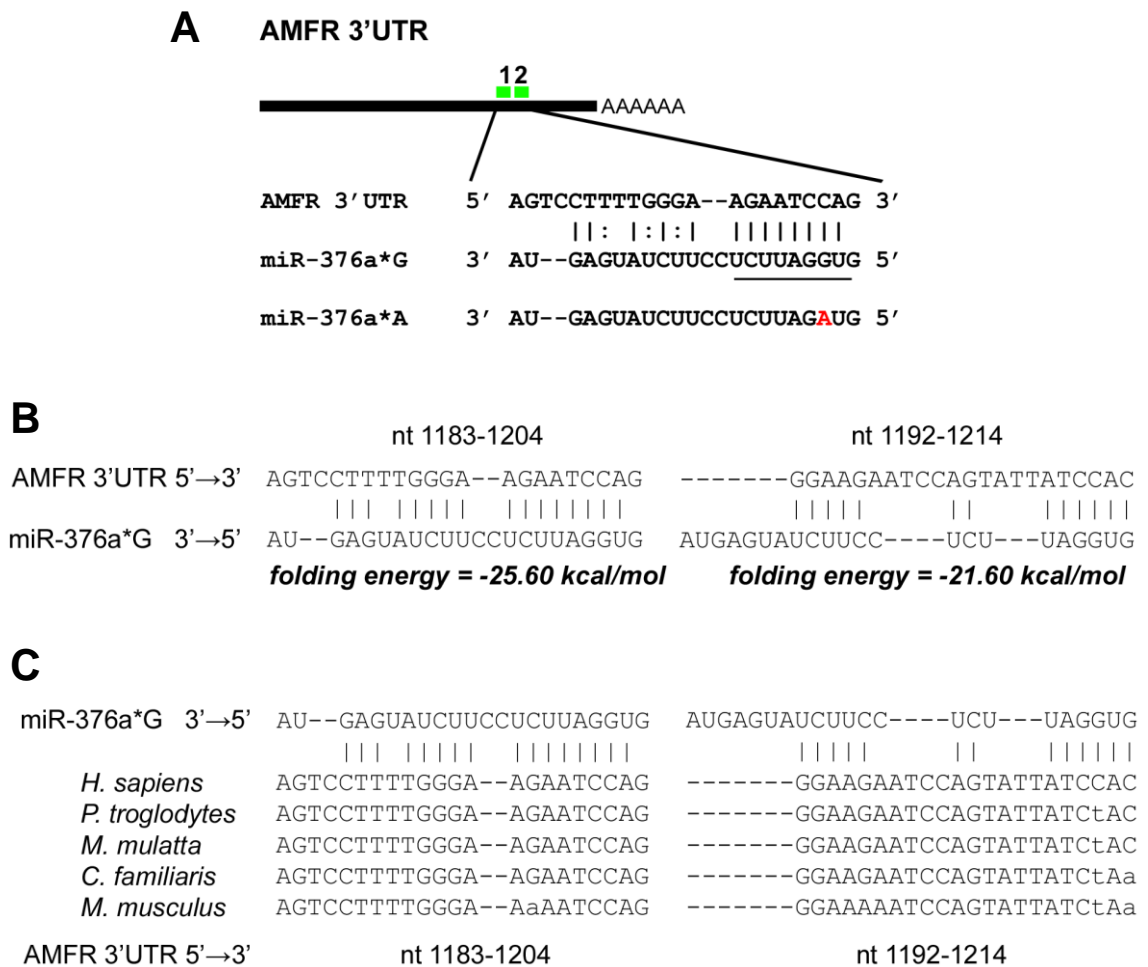 A AMFR 3'UTR
12
AAAAAA
AMFR 3'UTR 5' AGTCCTTTTGGGA--AGAATCCAG 3'
||: |:|:| ||||||||
miR-376a*G 3' AU--GAGUAUCUUCCUCUUAGGUG 5'
miR-376a*A 3' AU--GAGUAUCUUCCUCUUAGAUG 5'
B
nt 1183-1204 nt 1192-1214
AMFR 3'UTR 5'→3' AGTCCTTTTGGGA--AGAATCCAG -------GGAAGAATCCAGTATTATCCAC
||| ||||| |||||||| ||||| || ||||||
miR-376a*G 3'→5' AU--GAGUAUCUUCCUCUUAGGUG AUGAGUAUCUUCC----UCU---UAGGUG
folding energy = -25.60 kcal/mol folding energy = -21.60 kcal/mol
C
miR-376a*G 3'→5' AU--GAGUAUCUUCCUCUUAGGUG AUGAGUAUCUUCC----UCU---UAGGUG
||| ||||| |||||||| ||||| || ||||||
H. sapiens AGTCCTTTTGGGA--AGAATCCAG -------GGAAGAATCCAGTATTATCCAC
P. troglodytes AGTCCTTTTGGGA--AGAATCCAG -------GGAAGAATCCAGTATTATCtAC
M. mulatta AGTCCTTTTGGGA--AGAATCCAG -------GGAAGAATCCAGTATTATCtAC
C. familiaris AGTCCTTTTGGGA--AGAATCCAG -------GGAAGAATCCAGTATTATCtAa
M. musculus AGTCCTTTTGGGA--AaAATCCAG -------GGAAAAATCCAGTATTATCtAa
AMFR 3'UTR 5'→3' nt 1183-1204 nt 1192-1214